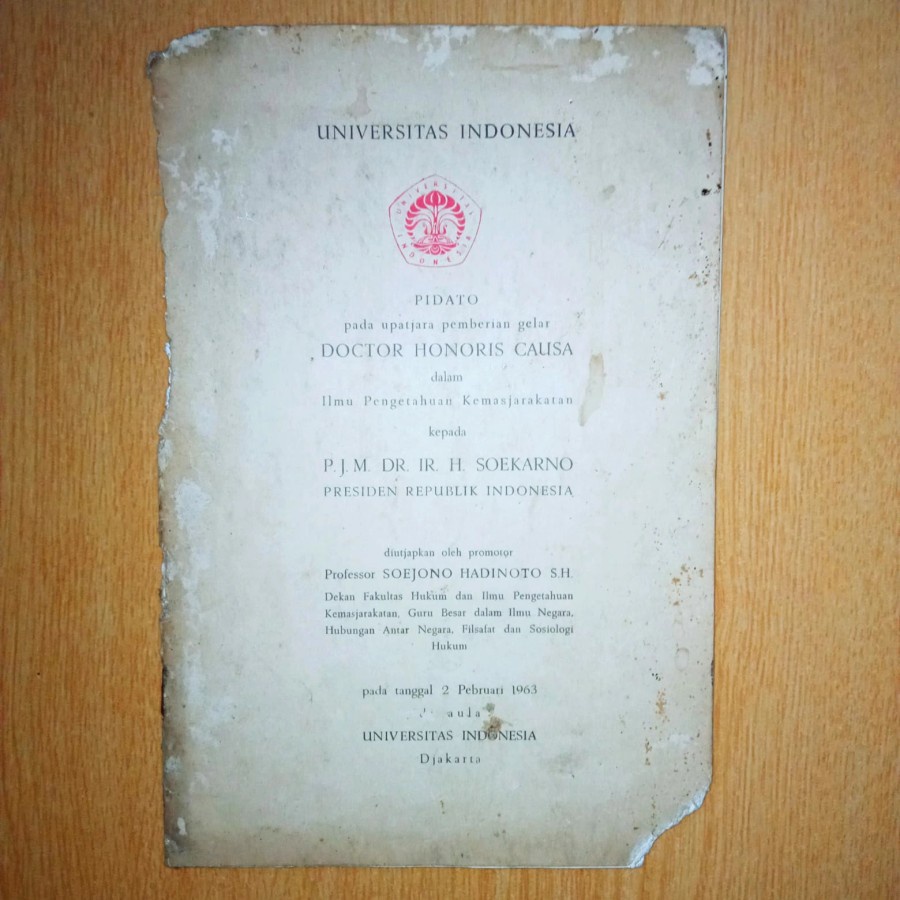 UNIVERSITAS INDONESIA
UNIVERSITAS INDONESIA
PIDATO
pada upatjara pemberian gelar
DOCTOR HONORIS CAUSA
dalam
Ilmu Pengetahuan Kemasjarakatan
kepada
P.J.M. DR. IR. H. SOEKARNO
PRESIDEN REPUBLIK INDONESIA
diutjapkan oleh promotor
Professor SOEJONO HADINOTO S.H.
Dekan Fakultas Hukum dan Ilmu Pengetahuan
Kemasjarakatan, Guru Besar dalam Ilmu Negara,
Hubungan Antar Negara, Filsafat dan Sosiologi
Hukum
pada tanggal 2 Pebruari 1963
aula
UNIVERSITAS INDONESIA
Djakarta